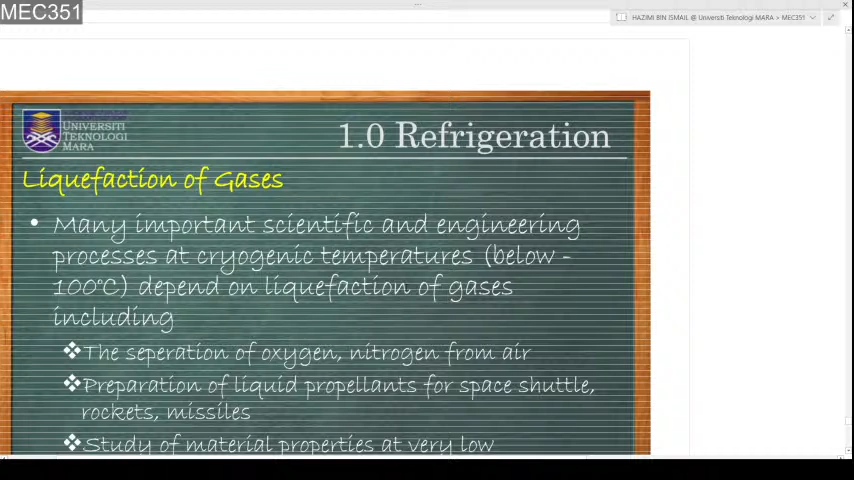 MEC351
HAZIMI BIN ISMAIL @ Universiti Teknologi MARA > MEC351
UNIVERSITI
TEKNOLOGI
MARA
1.0 Refrigeration
Liquefaction of Gases
• Many important scientific and engineering
processes at cryogenic temperatures (below -
100°C) depend on liquefaction of gases
including
❖The seperation of oxygen, nitrogen from air
❖Preparation of liquid propellants for space shuttle,
rockets, missiles
❖Study of material properties at very low